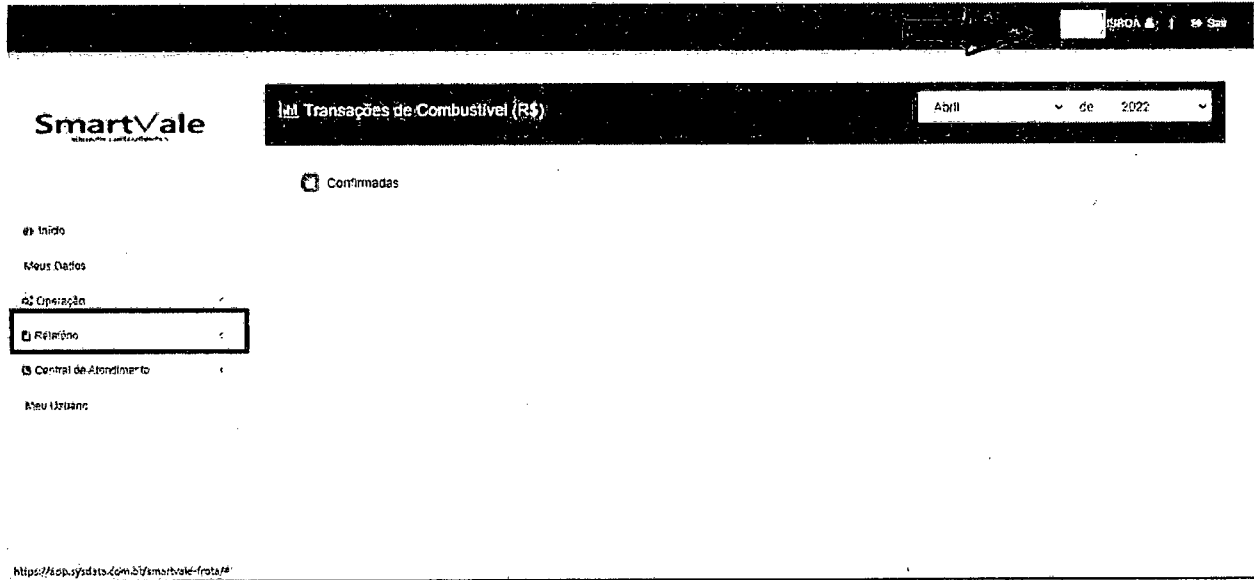 Sair
SmartVale
Transações de Combustível (R$)
Abril de 2022
Confirmadas
Início
Meus Dados
Operação
Relatório
Central de Atendimento
Meu Usuário
https://app.sysdata.com.br/smartvale-frota/#